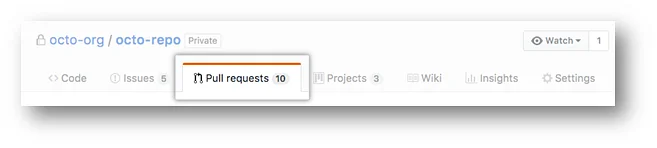 octo-org / octo-repo Private Watch 1
Code Issues 5 Pull requests 10 Projects 3 Wiki Insights Settings